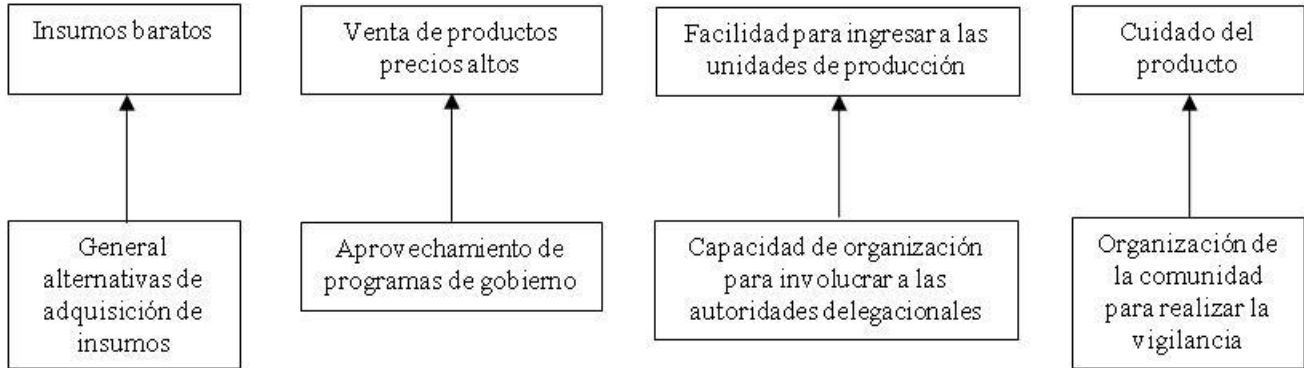 Insumos baratos
Venta de productos
precios altos
Facilidad para ingresar a las
unidades de producción
Cuidado del
producto
General
alternativas de
adquisición de
insumos
Aprovechamiento de
programas de gobierno
Capacidad de organización
para involucrar a las
autoridades delegacionales
Organización de
la comunidad
para realizar la
vigilancia